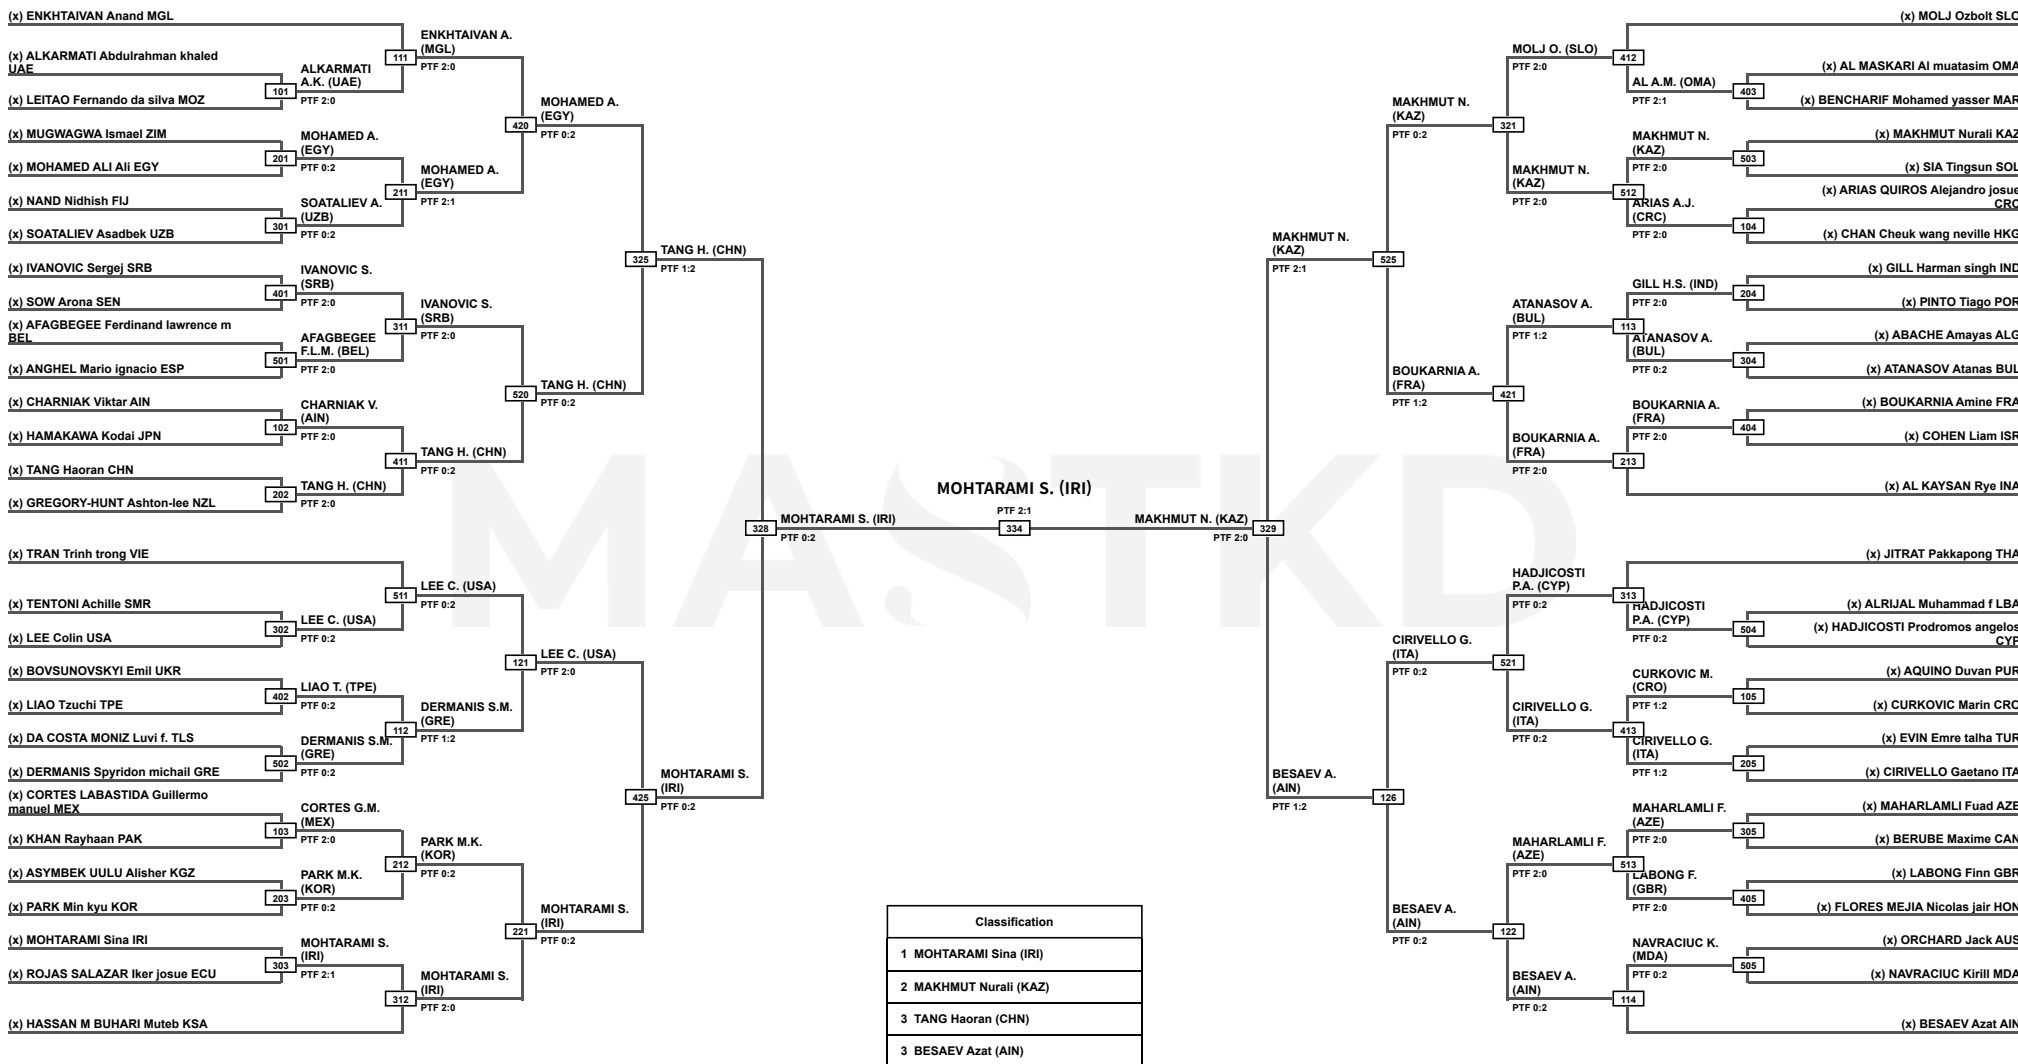 (x) ENKHTAIVAN Anand MGL
(x) ALKARMATI Abdulrahman khaled
UAE
(x) LEITAO Fernando da silva MOZ
(x) MUGWAGWA Ismael ZIM
(x) MOHAMED ALI Ali EGY
(x) NAND Nidhish FIJ
(x) SOATALIEV Asadbek UZB
(x) IVANOVIC Sergej SRB
(x) SOW Arona SEN
(x) AFAGBEGEE Ferdinand lawrence m
BEL
(x) ANGHEL Mario ignacio ESP
(x) CHARNIAK Viktar AIN
(x) HAMAKAWA Kodai JPN
(x) TANG Haoran CHN
(x) GREGORY-HUNT Ashton-lee NZL
(x) TRAN Trinh trong VIE
(x) TENTONI Achille SMR
(x) LEE Colin USA
(x) BOVSUNOVSKYI Emil UKR
(x) LIAO Tzuchi TPE
(x) DA COSTA MONIZ Luvi f. TLS
(x) DERMANIS Spyridon michail GRE
(x) CORTES LABASTIDA Guillermo
manuel MEX
(x) KHAN Rayhaan PAK
(x) ASYMBEK UULU Alisher KGZ
(x) PARK Min kyu KOR
(x) MOHTARAMI Sina IRI
(x) ROJAS SALAZAR Iker josue ECU
(x) HASSAN M BUHARI Muteb KSA
101
ALKARMATI
A.K. (UAE)
PTF 2:0
201
MOHAMED A.
(EGY)
PTF 0:2
301
SOATALIEV A.
(UZB)
PTF 0:2
401
IVANOVIC S.
(SRB)
PTF 2:0
501
AFAGBEGEE
F.L.M. (BEL)
PTF 2:0
102
CHARNIAK V.
(AIN)
PTF 2:0
202
TANG H. (CHN)
PTF 2:0
302
LEE C. (USA)
PTF 0:2
402
LIAO T. (TPE)
PTF 0:2
502
DERMANIS S.M.
(GRE)
PTF 0:2
103
CORTES G.M.
(MEX)
PTF 2:0
203
PARK M.K.
(KOR)
PTF 0:2
303
MOHTARAMI S.
(IRI)
PTF 2:1
111
ENKHTAIVAN A.
(MGL)
PTF 2:0
211
MOHAMED A.
(EGY)
PTF 2:1
311
IVANOVIC S.
(SRB)
PTF 2:0
411
TANG H. (CHN)
PTF 0:2
511
LEE C. (USA)
PTF 0:2
112
DERMANIS S.M.
(GRE)
PTF 1:2
212
PARK M.K.
(KOR)
PTF 0:2
312
MOHTARAMI S.
(IRI)
PTF 2:0
420
MOHAMED A.
(EGY)
PTF 0:2
520
TANG H. (CHN)
PTF 0:2
121
LEE C. (USA)
PTF 2:0
221
MOHTARAMI S.
(IRI)
PTF 0:2
325
TANG H. (CHN)
PTF 1:2
425
MOHTARAMI S.
(IRI)
PTF 0:2
328
MOHTARAMI S. (IRI)
PTF 0:2
MASTKD
MOHTARAMI S. (IRI)
PTF 2:1
334
MAKHMUT N. (KAZ)
PTF 2:0
329
MAKHMUT N.
(KAZ)
PTF 2:1
525
BESAEV A.
(AIN)
PTF 1:2
126
MAKHMUT N.
(KAZ)
PTF 0:2
321
BOUKARNIA A.
(FRA)
PTF 1:2
421
CIRIVELLO G.
(ITA)
PTF 0:2
521
BESAEV A.
(AIN)
PTF 0:2
122
MOLJ O. (SLO)
PTF 2:0
412
MAKHMUT N.
(KAZ)
PTF 2:0
512
ATANASOV A.
(BUL)
PTF 1:2
113
BOUKARNIA A.
(FRA)
PTF 2:0
213
HADJICOSTI
P.A. (CYP)
PTF 0:2
313
CIRIVELLO G.
(ITA)
PTF 0:2
413
MAHARLAMLI F.
(AZE)
PTF 2:0
513
BESAEV A.
(AIN)
PTF 0:2
114
AL A.M. (OMA)
PTF 2:1
403
MAKHMUT N.
(KAZ)
PTF 2:0
503
ARIAS A.J.
(CRC)
PTF 2:0
104
GILL H.S. (IND)
PTF 2:0
204
ATANASOV A.
(BUL)
PTF 0:2
304
BOUKARNIA A.
(FRA)
PTF 2:0
404
HADJICOSTI
P.A. (CYP)
PTF 0:2
504
CURKOVIC M.
(CRO)
PTF 1:2
105
CIRIVELLO G.
(ITA)
PTF 1:2
205
MAHARLAMLI F.
(AZE)
PTF 2:0
305
LABONG F.
(GBR)
PTF 2:0
405
NAVRACIUC K.
(MDA)
PTF 0:2
505
(x) MOLJ Ozbolt SLO
(x) AL MASKARI Al muatasim OMA
(x) BENCHARIF Mohamed yasser MAR
(x) MAKHMUT Nurali KAZ
(x) SIA Tingsun SOL
(x) ARIAS QUIROS Alejandro josue
CRC
(x) CHAN Cheuk wang neville HKG
(x) GILL Harman singh IND
(x) PINTO Tiago POR
(x) ABACHE Amayas ALG
(x) ATANASOV Atanas BUL
(x) BOUKARNIA Amine FRA
(x) COHEN Liam ISR
(x) AL KAYSAN Rye INA
(x) JITRAT Pakkapong THA
(x) ALRIJAL Muhammad f LBA
(x) HADJICOSTI Prodromos angelos
CYP
(x) AQUINO Duvan PUR
(x) CURKOVIC Marin CRO
(x) EVIN Emre talha TUR
(x) CIRIVELLO Gaetano ITA
(x) MAHARLAMLI Fuad AZE
(x) BERUBE Maxime CAN
(x) LABONG Finn GBR
(x) FLORES MEJIA Nicolas jair HON
(x) ORCHARD Jack AUS
(x) NAVRACIUC Kirill MDA
(x) BESAEV Azat AIN
Classification
1 MOHTARAMI Sina (IRI)
2 MAKHMUT Nurali (KAZ)
3 TANG Haoran (CHN)
3 BESAEV Azat (AIN)